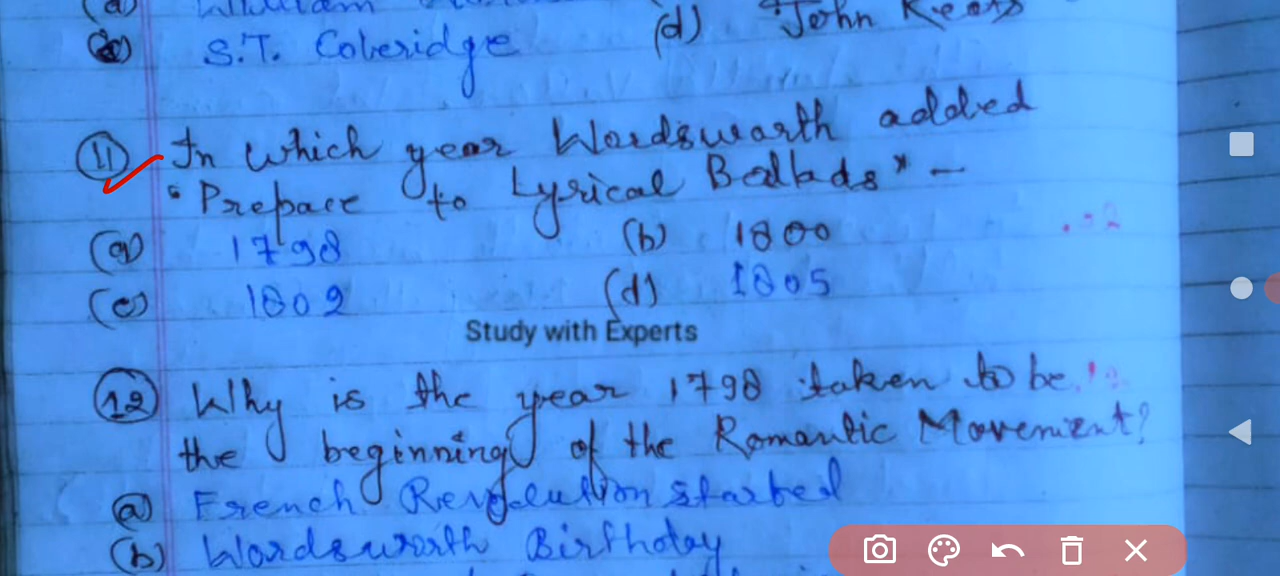 (a) William
(c) S.T. Coleridge (d) John Keats
(11) In which year Wordsworth added
"Preface to Lyrical Ballads" –
(a) 1798 (b) 1800
(c) 1802 (d) 1805
Study with Experts
(12) Why is the year 1798 taken to be
the beginning of the Romantic Movement?
(a) French Revolution started
(b) Wordsworth Birthday